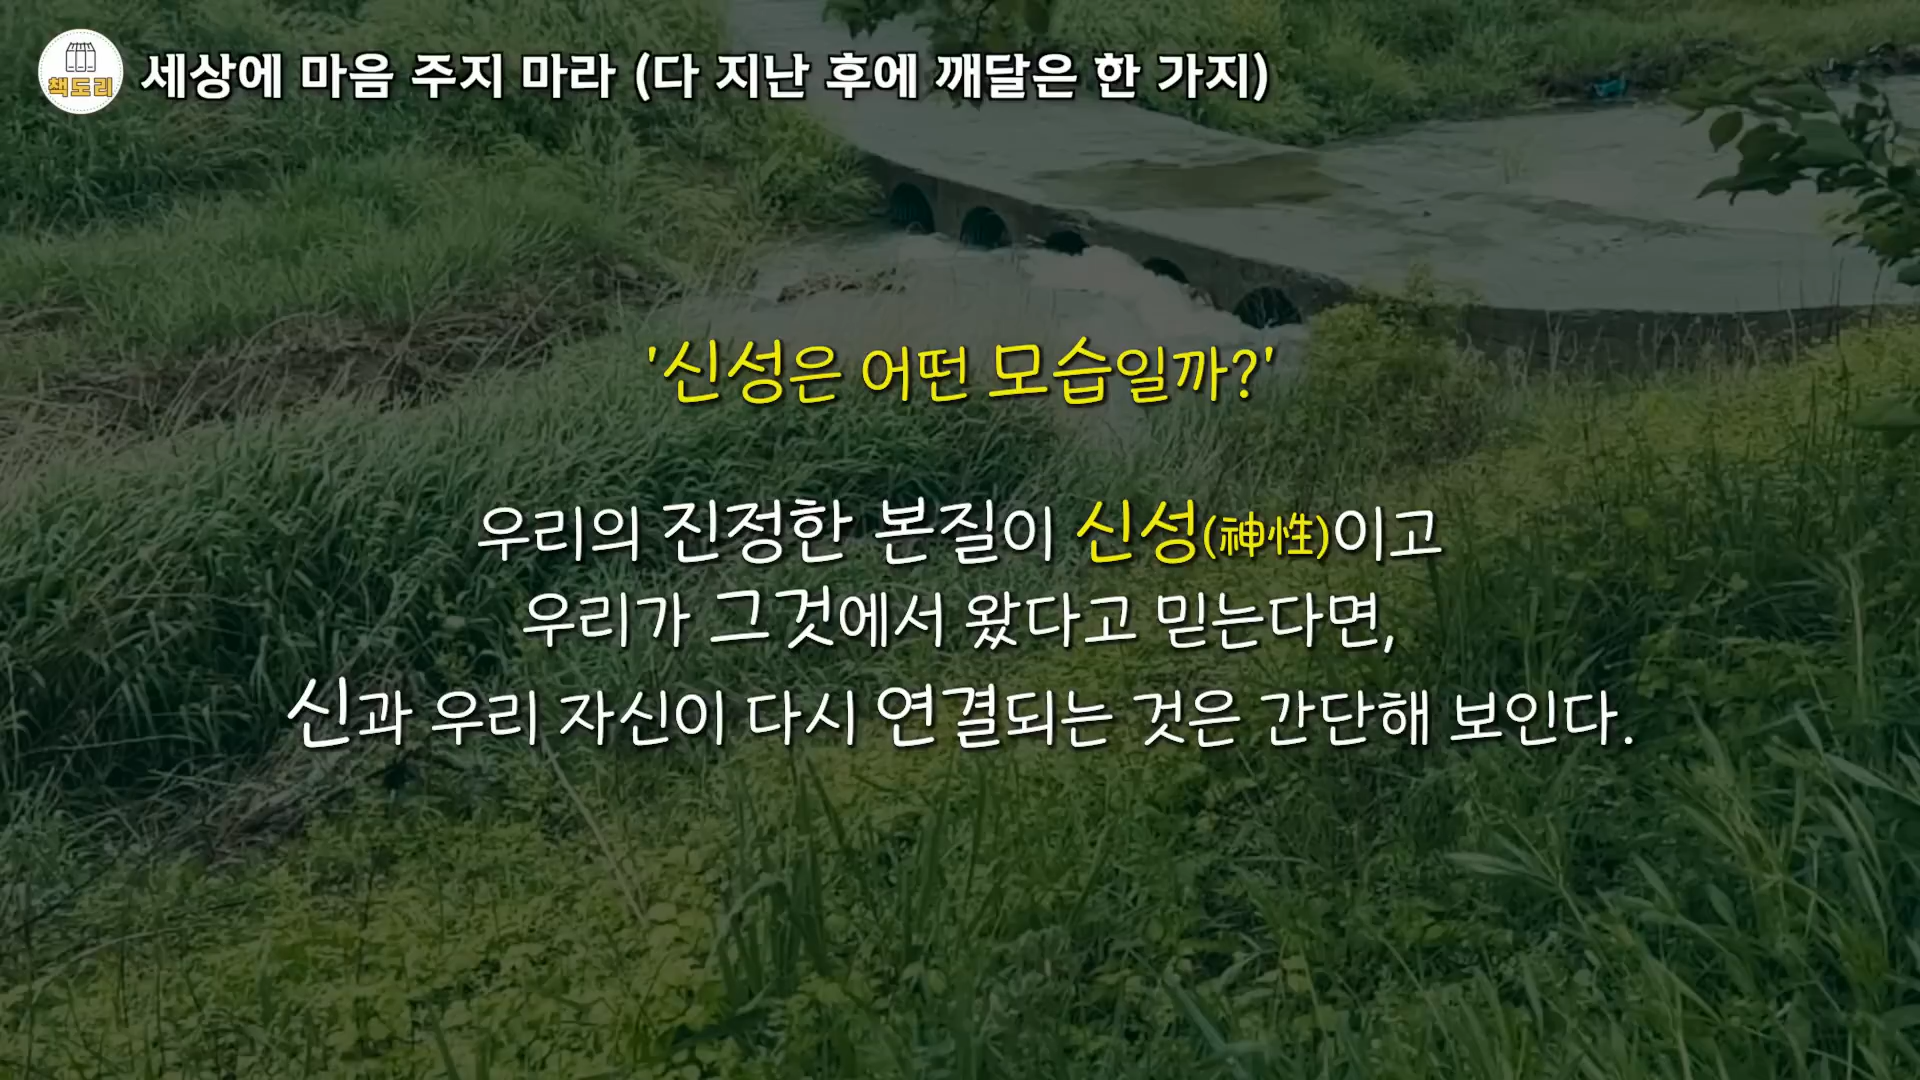 책도리
세상에 마음 주지 마라 (다 지난 후에 깨달은 한 가지)
'신성은 어떤 모습일까?'
우리의 진정한 본질이 신성(神性)이고
우리가 그것에서 왔다고 믿는다면,
신과 우리 자신이 다시 연결되는 것은 간단해 보인다.